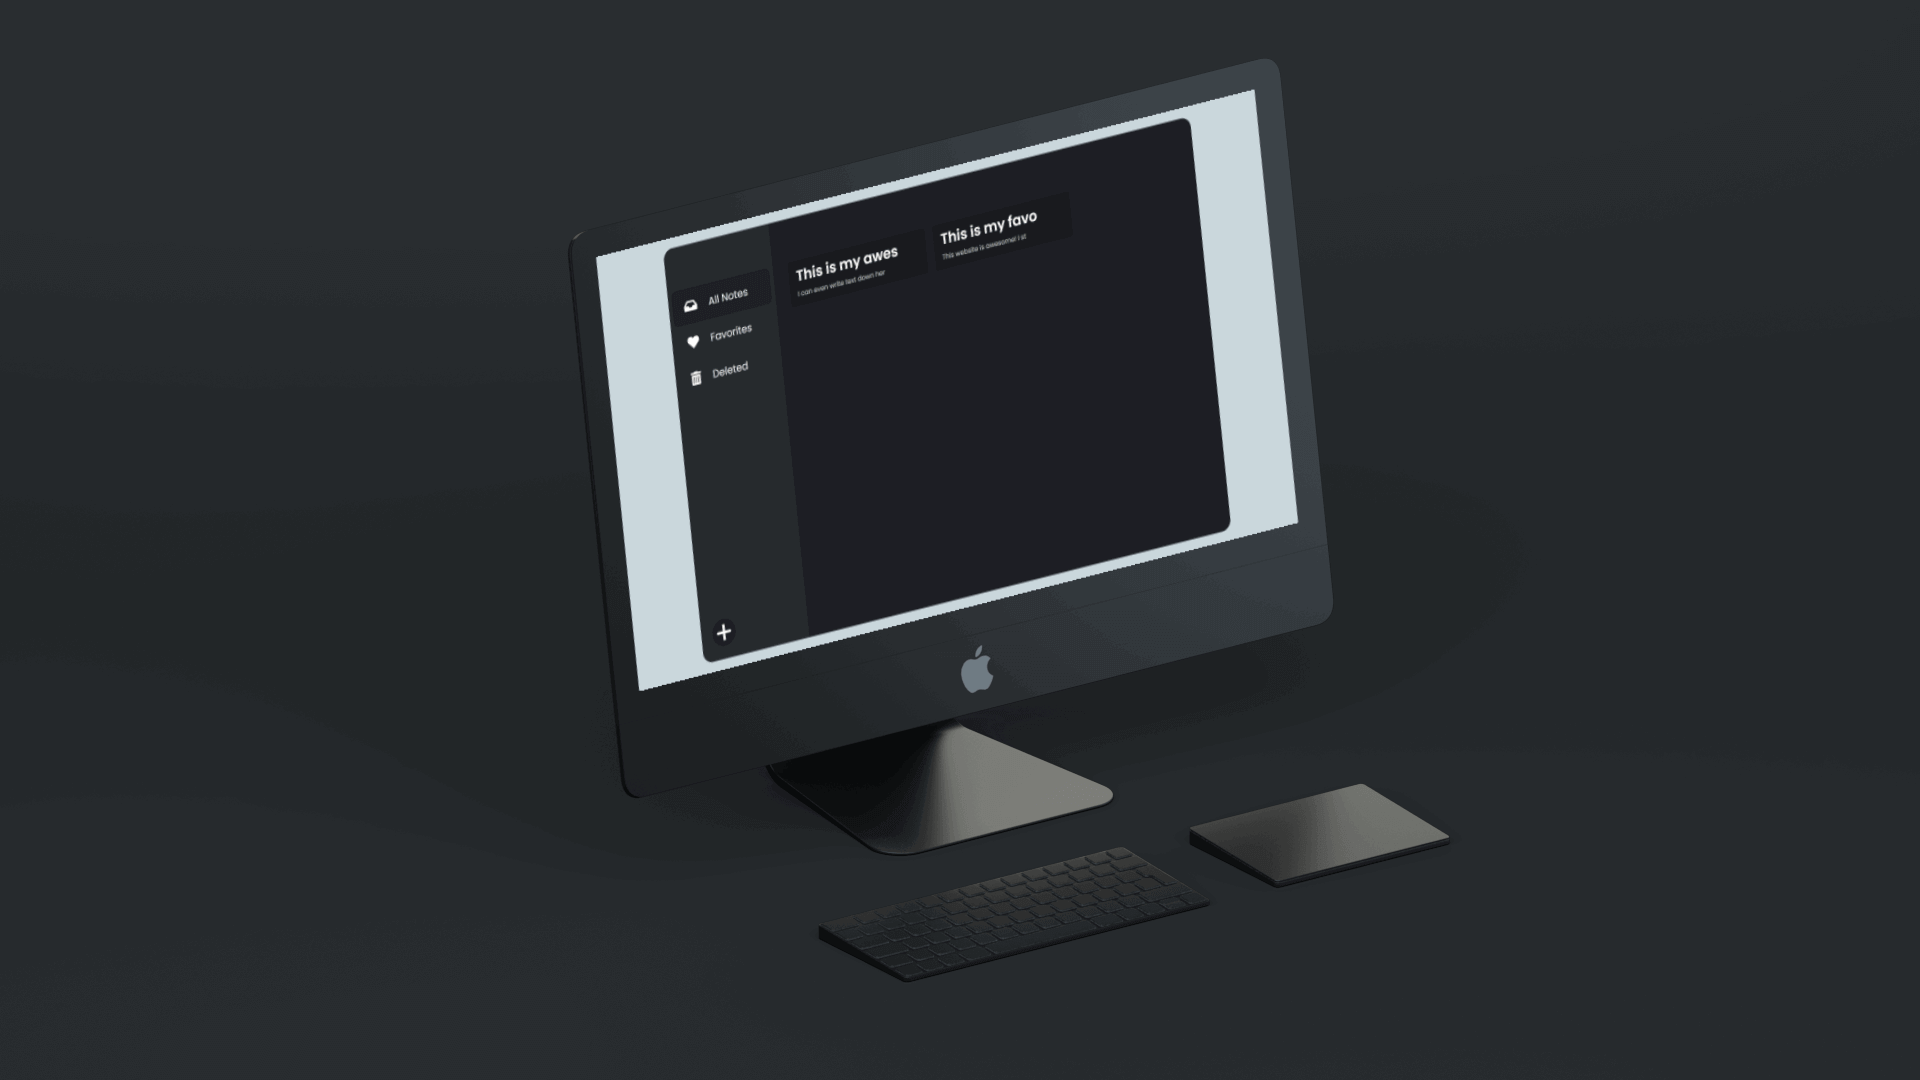 All Notes
Favorites
Deleted
This is my awes
I can even write text down her
This is my favo
This website is awesome! I st